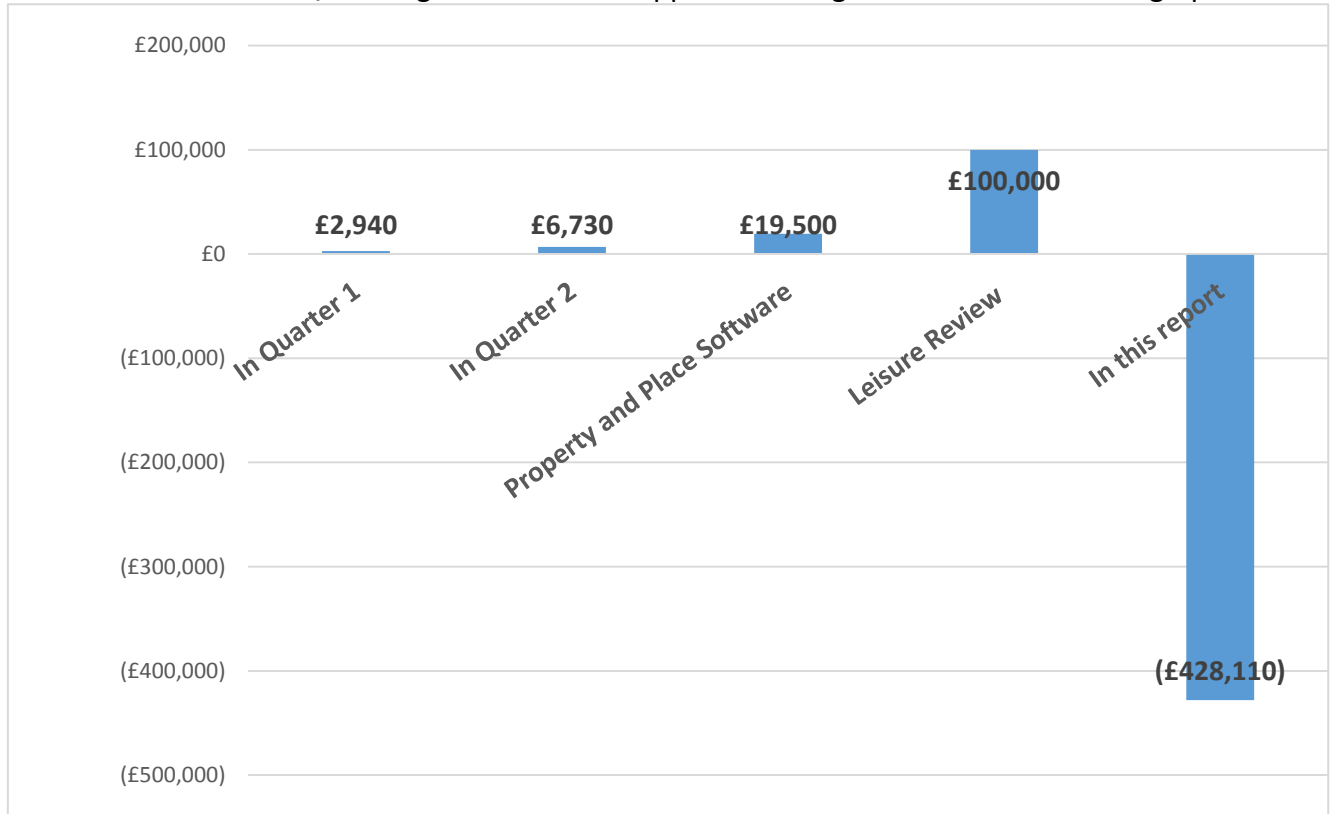 £200,000
£100,000
£0
(£100,000)
(£200,000)
(£300,000)
(£400,000)
(£500,000)
£2,940
£6,730
£19,500
£100,000
(£428,110)
In Quarter 1
In Quarter 2
Property and Place Software
Leisure Review
In this report